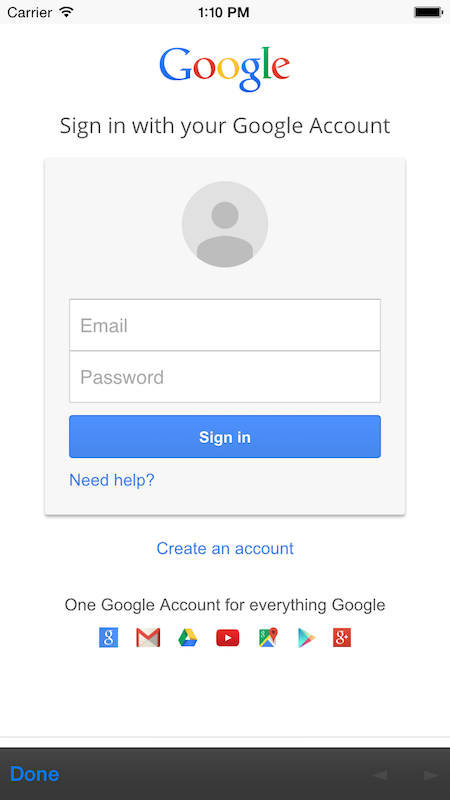 Carrier 1:10 PM
Google
Sign in with your Google Account
Email
Password
Sign in
Need help?
Create an account
One Google Account for everything Google
g g g+
Done